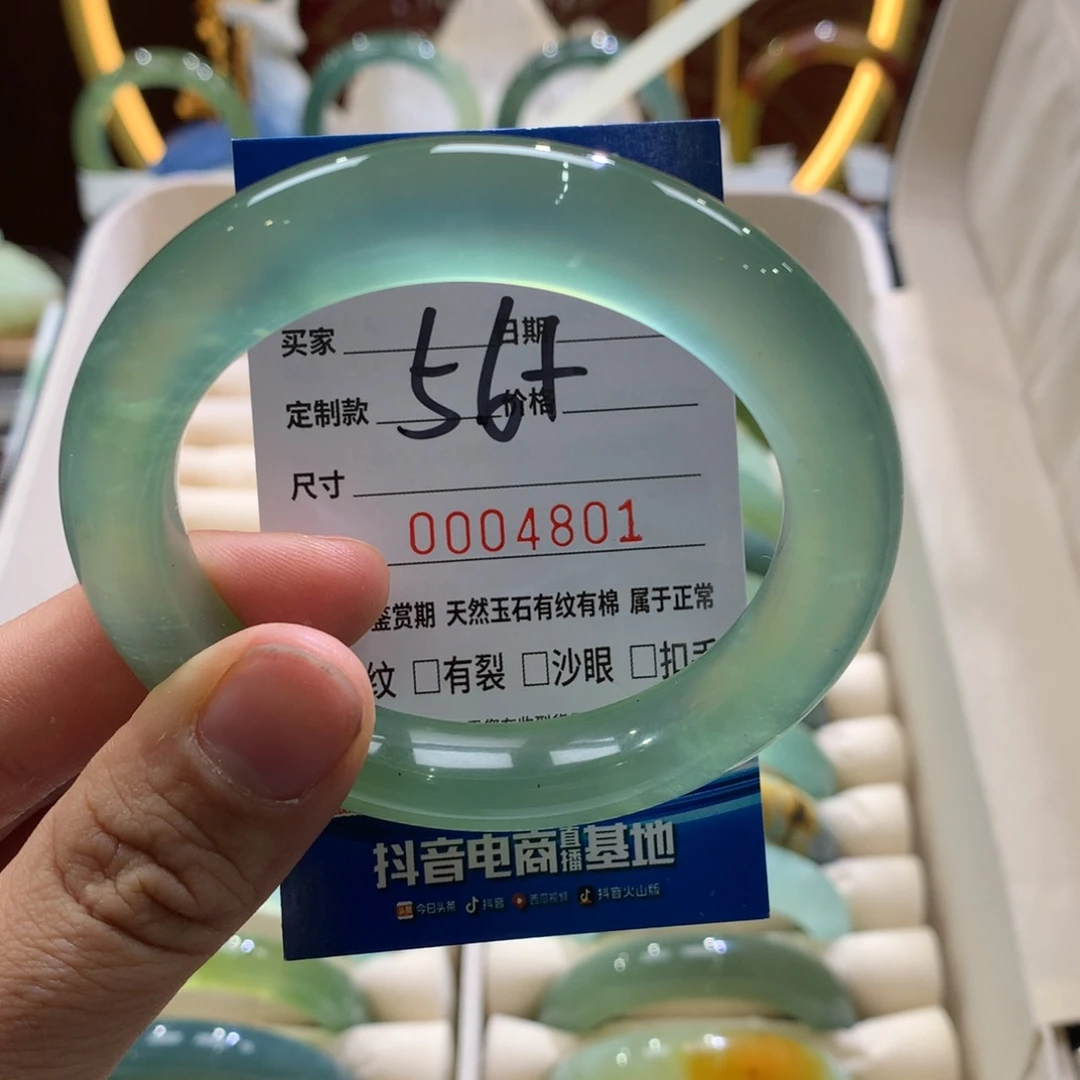 买家 日期
56+
定制款 价格
尺寸
0004801
鉴赏期 天然玉石有纹有棉 属于正常
纹 □有裂 □沙眼 □扣手
抖音电商直播基地
头条 今日头条 抖音 西瓜视频 抖音火山版